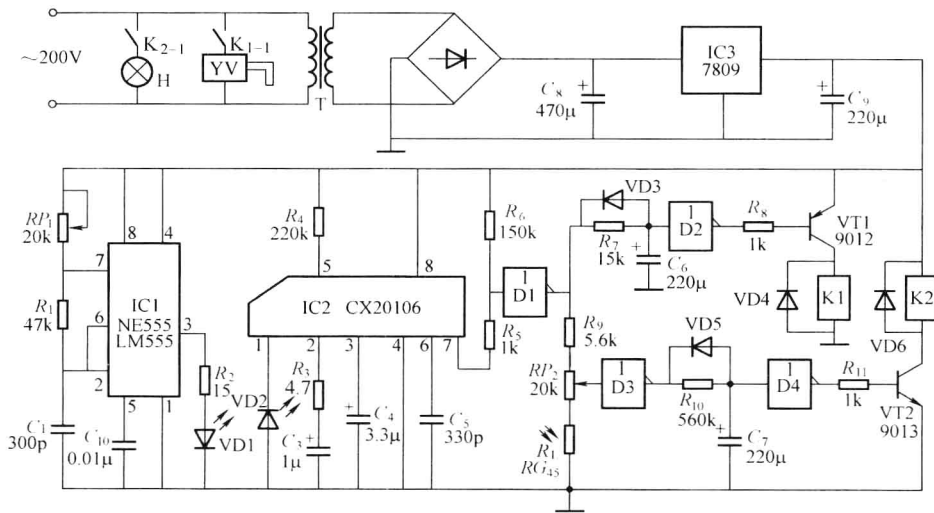 ~200V
K2-1
H
K1-1
YV
T
C8
470μ
+
IC3
7809
+
C9
220μ
RP1
20k
8
4
7
R1
47k
6
2
IC1
NE555
LM555
3
5
1
C1
300p
C10
0.01μ
R2
15
VD1
R4
220k
5
8
IC2 CX20106
1
2
3
4
6
7
VD2
R3
4.7
C3
+
1μ
+
C4
3.3μ
C5
330p
R6
150k
R5
1k
1
D1
VD3
R7
15k
+
C6
220μ
1
D2
R8
1k
VT1
9012
VD4
K1
VD6
K2
R9
5.6k
RP2
20k
R1
RG45
1
D3
VD5
R10
560k
+
C7
220μ
1
D4
R11
1k
VT2
9013